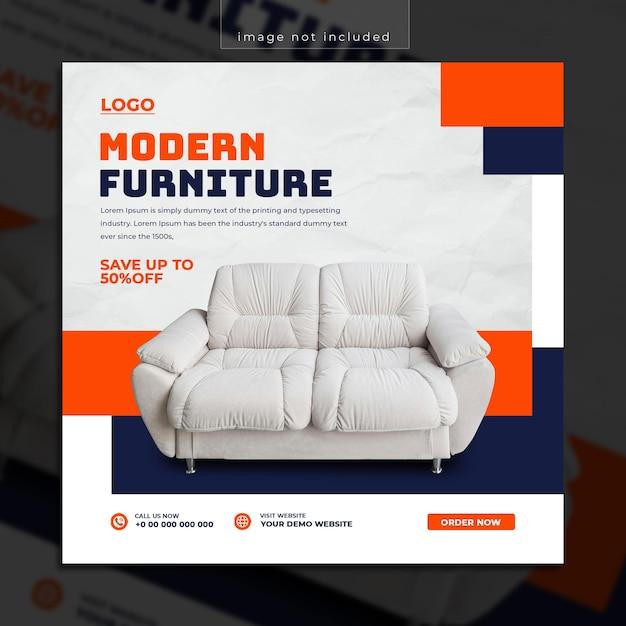 image not included
LOGO
MODERN
FURNITURE
Lorem Ipsum is simply dummy text of the printing and typesetting
industry. Lorem Ipsum has been the industry's standard dummy text
ever since the 1500s,
SAVE UP TO
50%OFF
CALL US NOW
+0 00 000 000 000
VISIT WEBSITE
YOUR DEMO WEBSITE
ORDER NOW